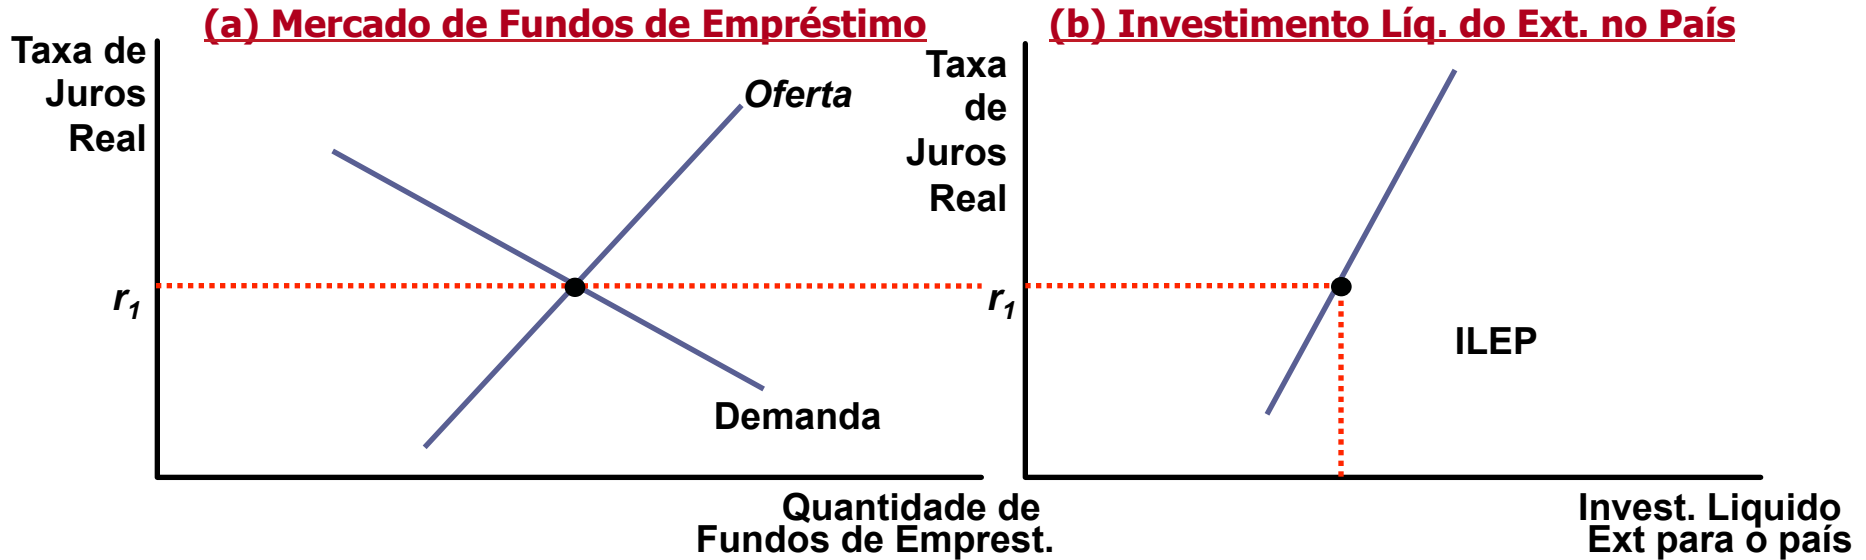 (a) Mercado de Fundos de Empréstimo
Taxa de
Juros
Real
Oferta
r1
Demanda
Quantidade de
Fundos de Emprest.
(b) Investimento Líq. do Ext. no País
Taxa
de
Juros
Real
r1
ILEP
Invest. Liquido
Ext para o país